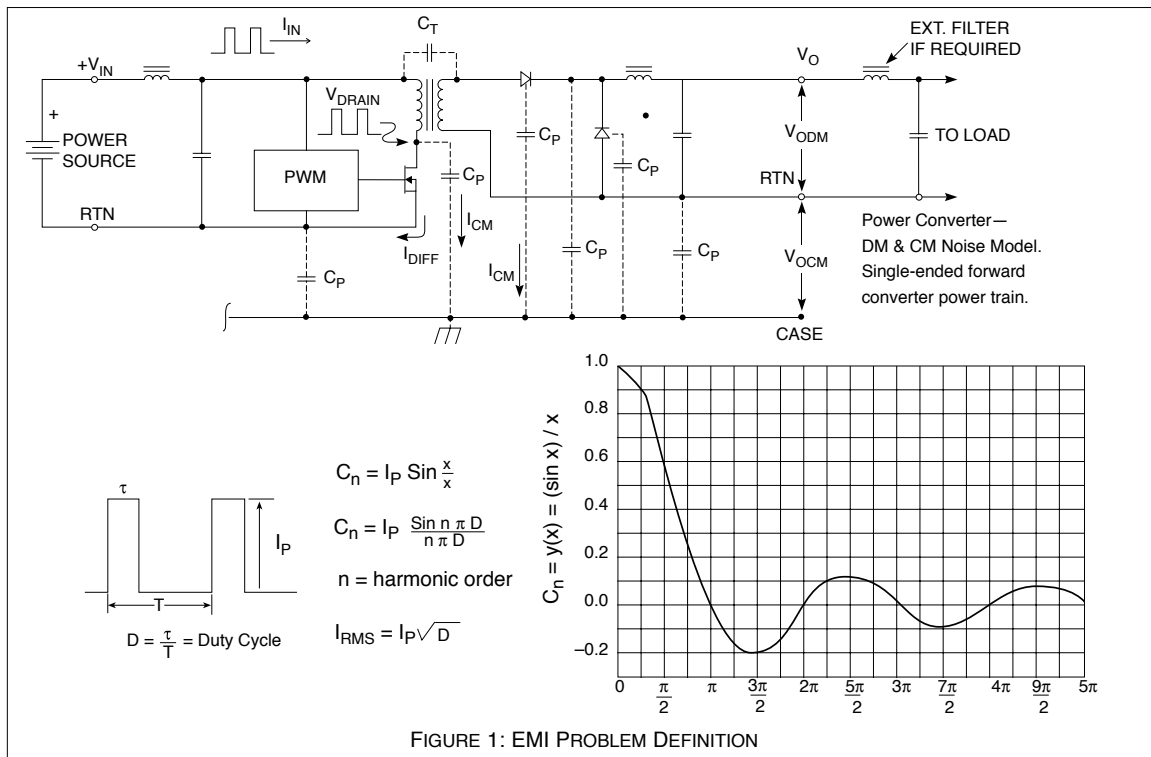 I_IN
C_T
EXT. FILTER
IF REQUIRED
+V_IN
V_O
V_DRAIN
+
POWER
SOURCE
C_P
C_P
C_P
V_ODM
TO LOAD
PWM
RTN
RTN
I_CM
I_DIFF
C_P
I_CM
C_P
C_P
V_OCM
Power Converter—
DM & CM Noise Model.
Single-ended forward
converter power train.
CASE
τ
I_P
T
D = τ/T = Duty Cycle
C_n = I_P Sin x/x
C_n = I_P Sin n π D / n π D
n = harmonic order
I_RMS = I_P√D
C_n = y(x) = (sin x) / x
1.0
0.8
0.6
0.4
0.2
0.0
–0.2
0 π/2 π 3π/2 2π 5π/2 3π 7π/2 4π 9π/2 5π
FIGURE 1: EMI PROBLEM DEFINITION